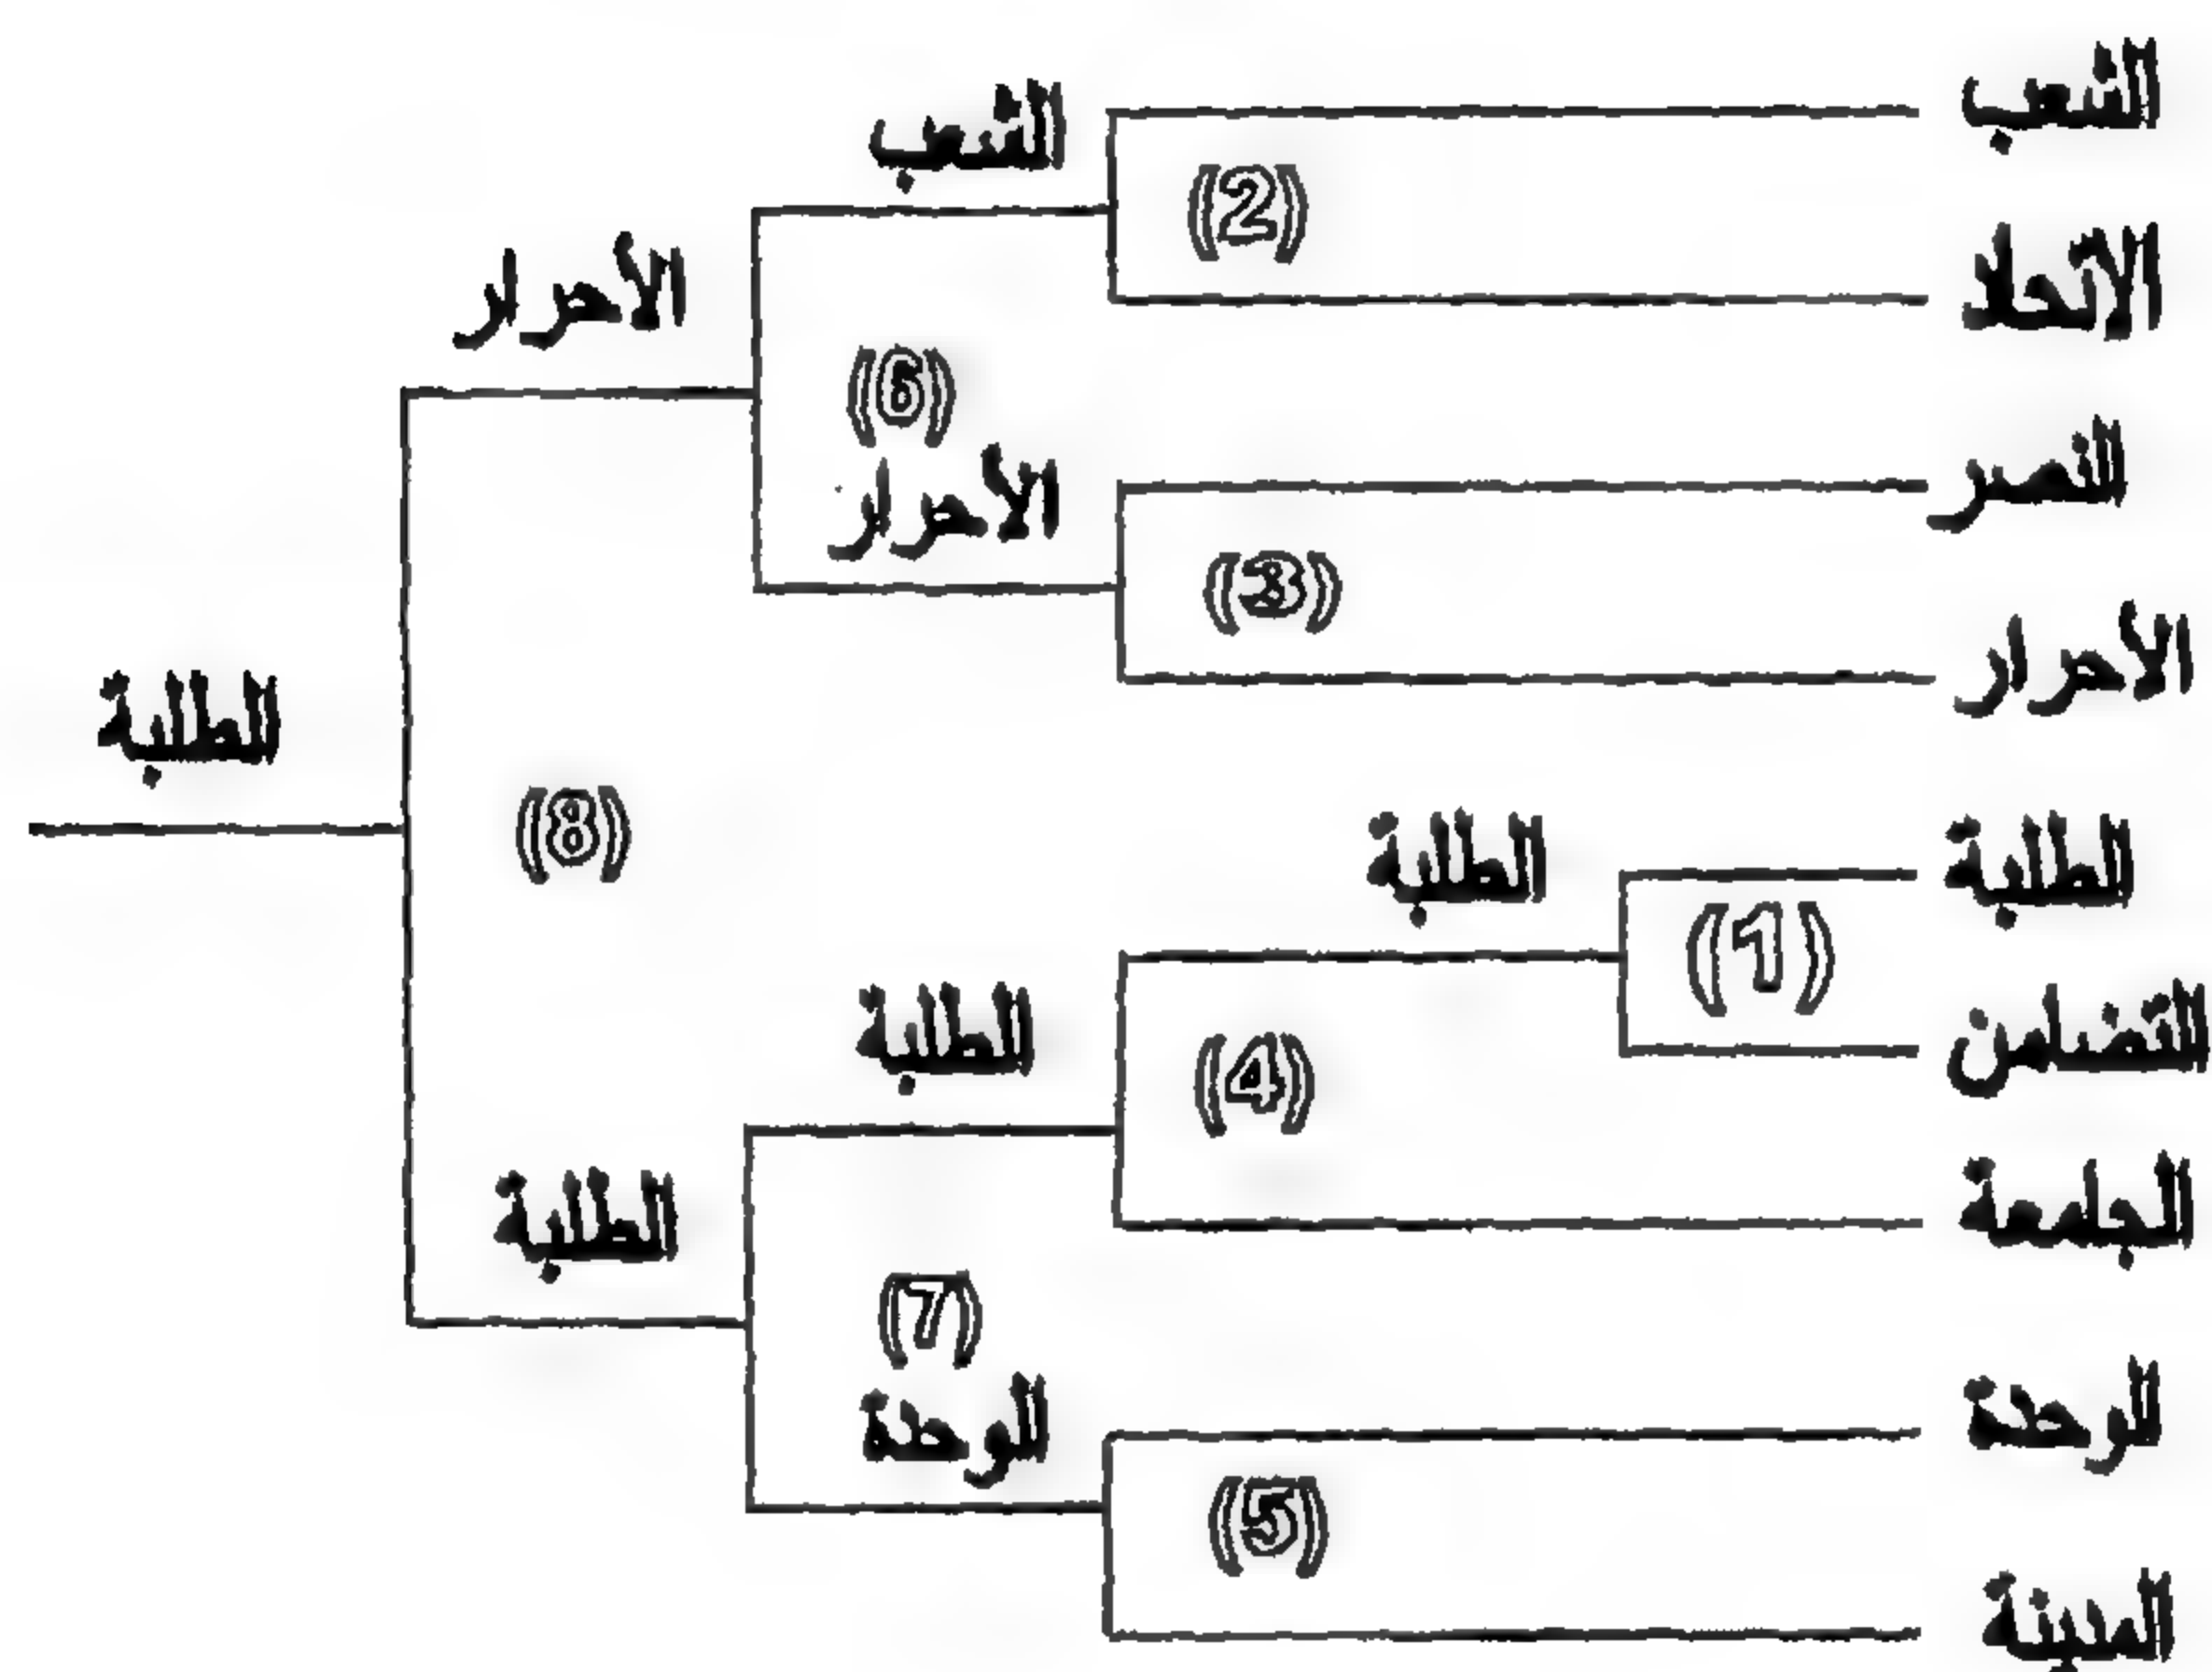 الشعب
الشعب
(2)
الاتحاد
الأحرار
(6)
النصر
الأحرار
(3)
الأحرار
الطلبة
(8)
الطلبة
الطلبة
(1)
التضامن
الطلبة
(4)
الجامعة
الطلبة
(7)
الوحدة
الوحدة
(5)
المدينة